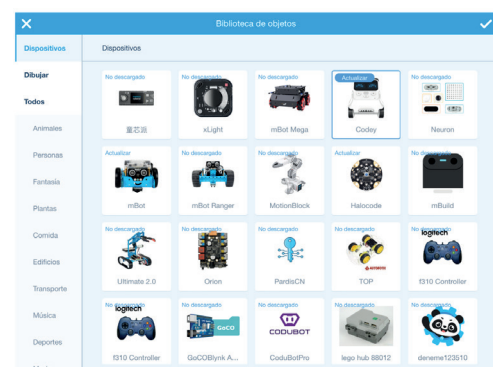 Biblioteca de objetos
Dispositivos
Dispositivos
Dibujar
Todos
Animales
Personas
Fantasía
Plantas
Comida
Edificios
Transporte
Música
Deportes
No descargado
No descargado
No descargado
Actualizar
No descargado
童芯派
xLight
mBot Mega
Codey
Neuron
Actualizar
No descargado
No descargado
Actualizar
No descargado
mBot
mBot Ranger
MotionBlock
Halocode
mBuild
No descargado
No descargado
No descargado
No descargado
No descargado
logitech
Ultimate 2.0
Orion
PardisCN
TOP
f310 Controller
No descargado
No descargado
No descargado
No descargado
No descargado
logitech
GoCO
CODUBOT
f310 Controller
GoCOBlynk A...
CoduBotPro
lego hub 88012
deneme123510